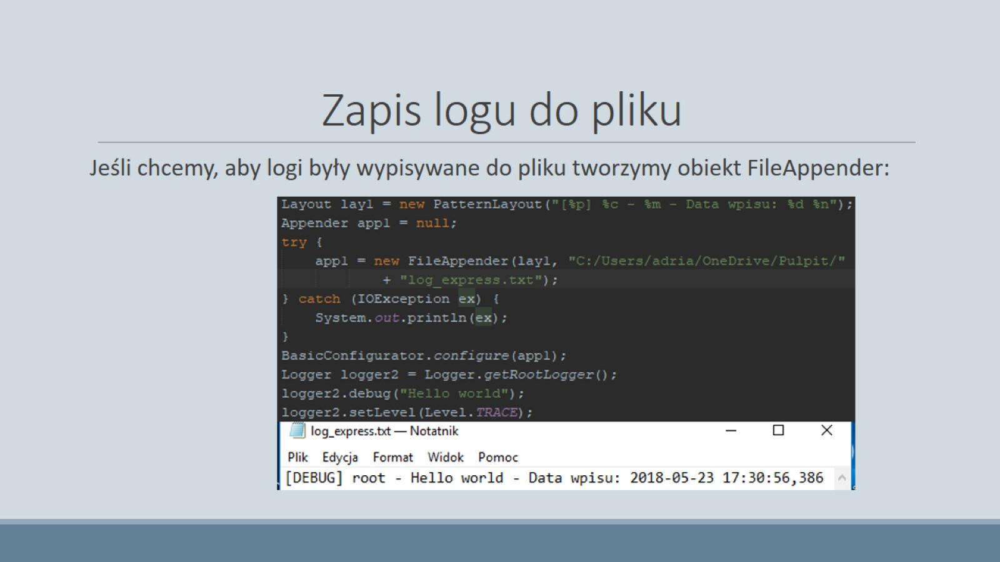 Zapis logu do pliku
Jeśli chcemy, aby logi były wypisywane do pliku tworzymy obiekt FileAppender:
Layout lay1 = new PatternLayout("[%p] %c - %m - Data wpisu: %d %n");
Appender app1 = null;
try {
app1 = new FileAppender(lay1, "C:/Users/adria/OneDrive/Pulpit/"
+ "log_express.txt");
} catch (IOException ex) {
System.out.println(ex);
}
BasicConfigurator.configure(app1);
Logger logger2 = Logger.getRootLogger();
logger2.debug("Hello world");
logger2.setLevel(Level.TRACE);
log_express.txt — Notatnik
Plik Edycja Format Widok Pomoc
[DEBUG] root - Hello world - Data wpisu: 2018-05-23 17:30:56,386